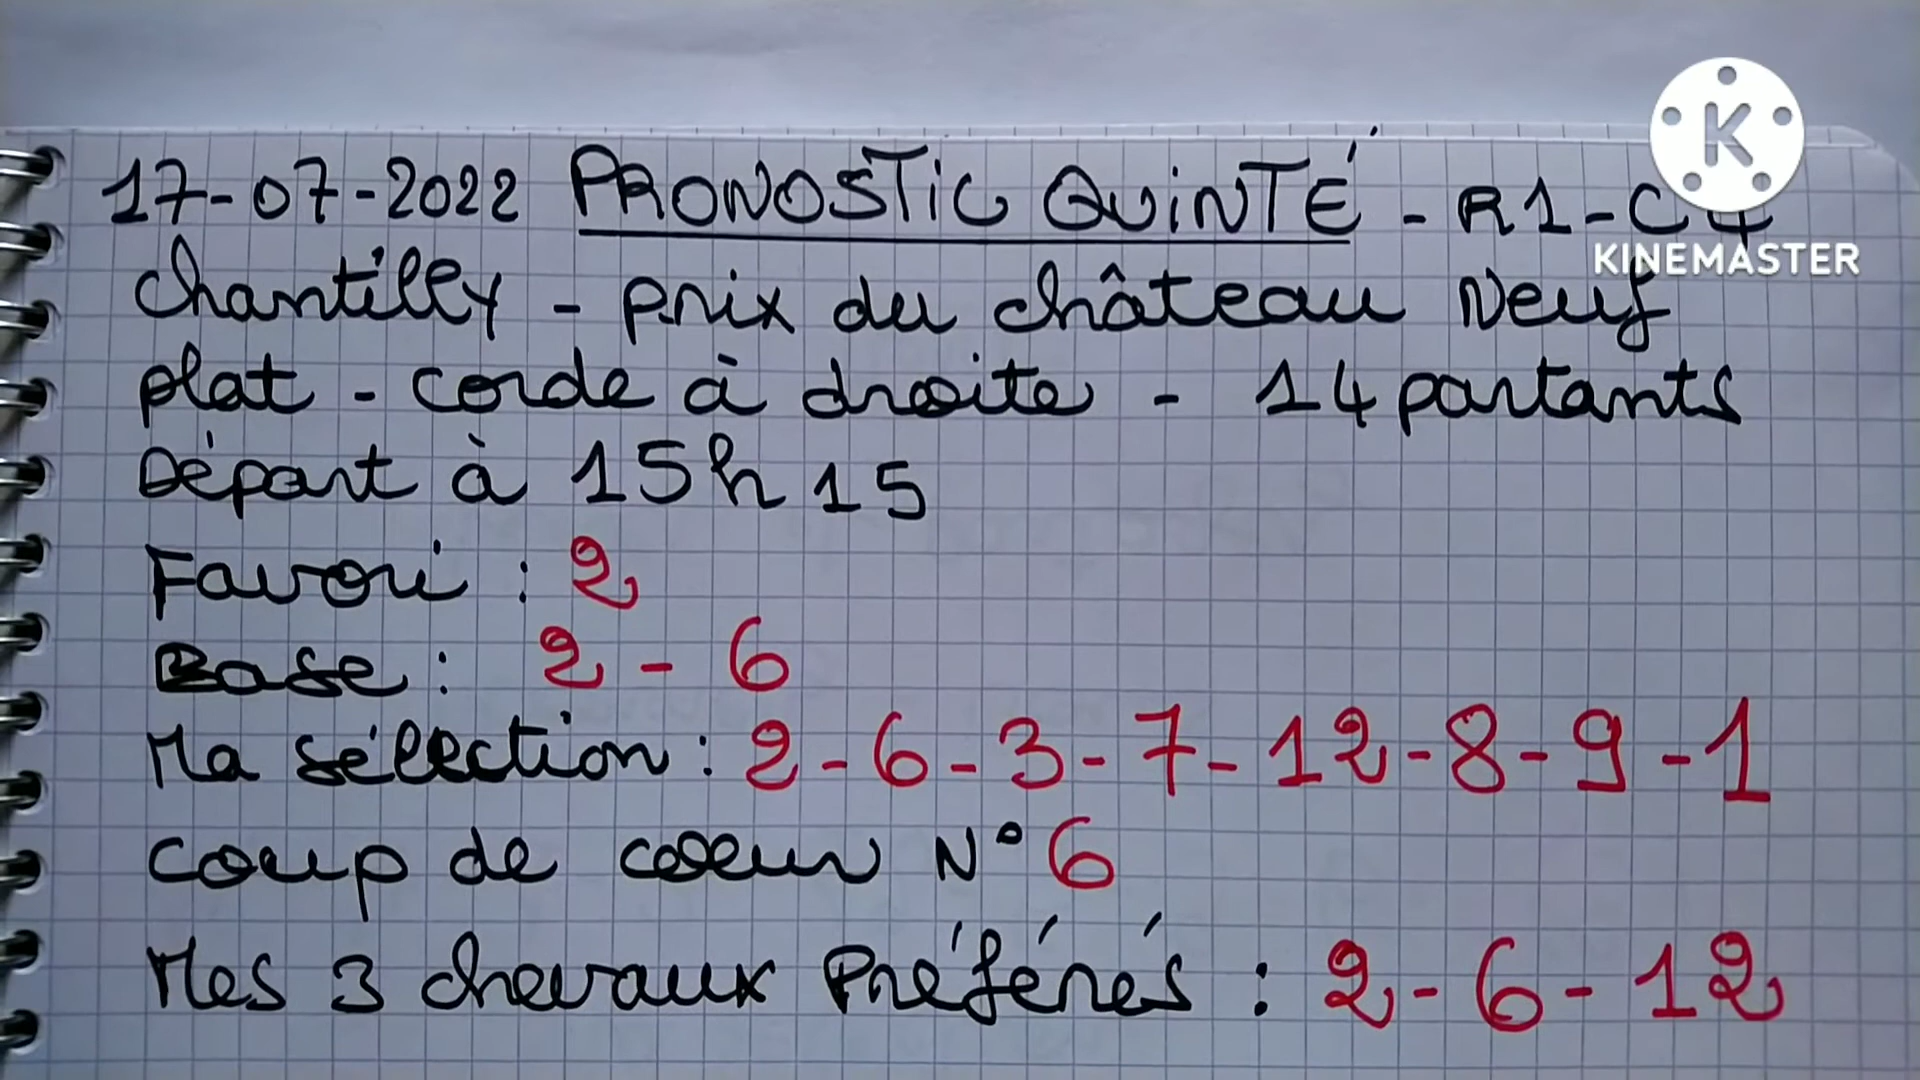 17-07-2022 PRONOSTIC QUINTÉ - R1-C4
K
KINEMASTER
Chantilly - prix du château Neuf
plat - corde à droite - 14 partants
Départ à 15h15
Favori : 2
Base : 2 - 6
Ma sélection : 2 - 6 - 3 - 7 - 12 - 8 - 9 - 1
Coup de coeur N° 6
Mes 3 chevaux Préférés : 2 - 6 - 12